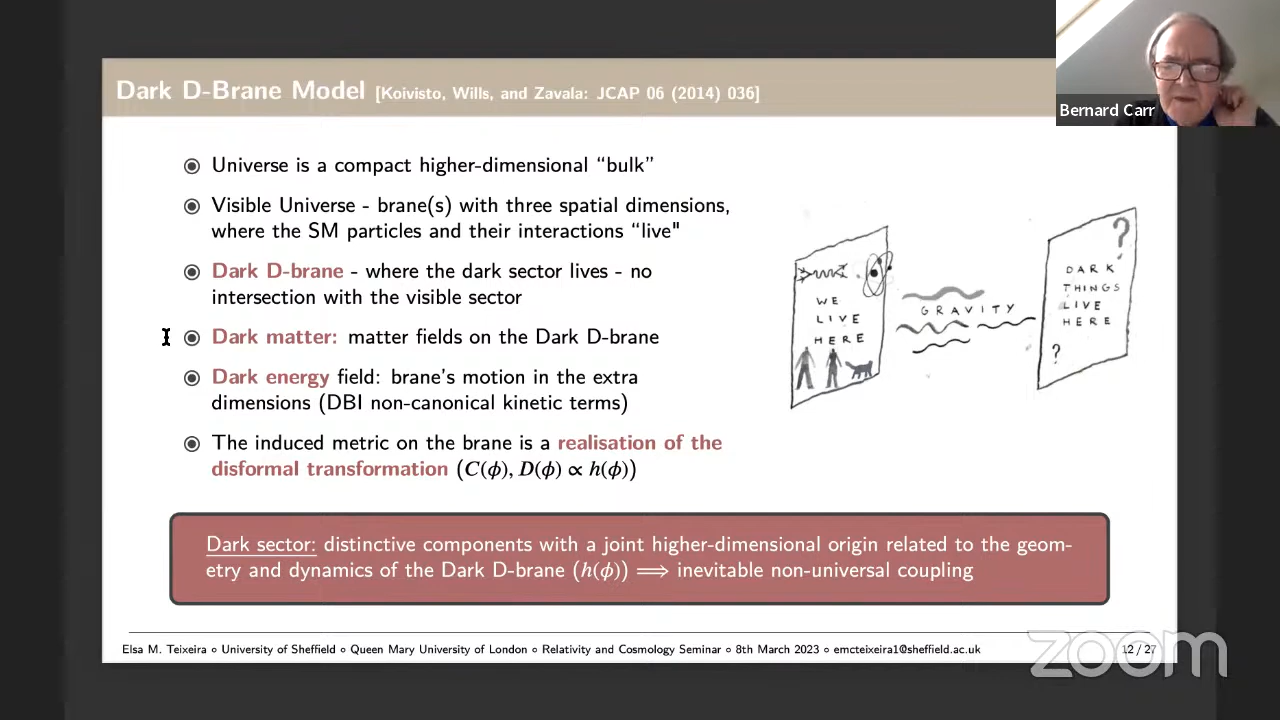 Dark D-Brane Model [Koivisto, Wills, and Zavala: JCAP 06 (2014) 036]
Bernard Carr
Universe is a compact higher-dimensional “bulk”
Visible Universe - brane(s) with three spatial dimensions,
where the SM particles and their interactions “live"
Dark D-brane - where the dark sector lives - no
intersection with the visible sector
Dark matter: matter fields on the Dark D-brane
Dark energy field: brane’s motion in the extra
dimensions (DBI non-canonical kinetic terms)
The induced metric on the brane is a realisation of the
disformal transformation (C(ϕ), D(ϕ) ∝ h(ϕ))
WE
LIVE
HERE
GRAVITY
?
DARK
THINGS
LIVE
HERE
?
Dark sector: distinctive components with a joint higher-dimensional origin related to the geom-
etry and dynamics of the Dark D-brane (h(ϕ)) ⟹ inevitable non-universal coupling
Elsa M. Teixeira ∘ University of Sheffield ∘ Queen Mary University of London ∘ Relativity and Cosmology Seminar ∘ 8th March 2023 ∘ emcteixeira1@sheffield.ac.uk
12 / 27
zoom